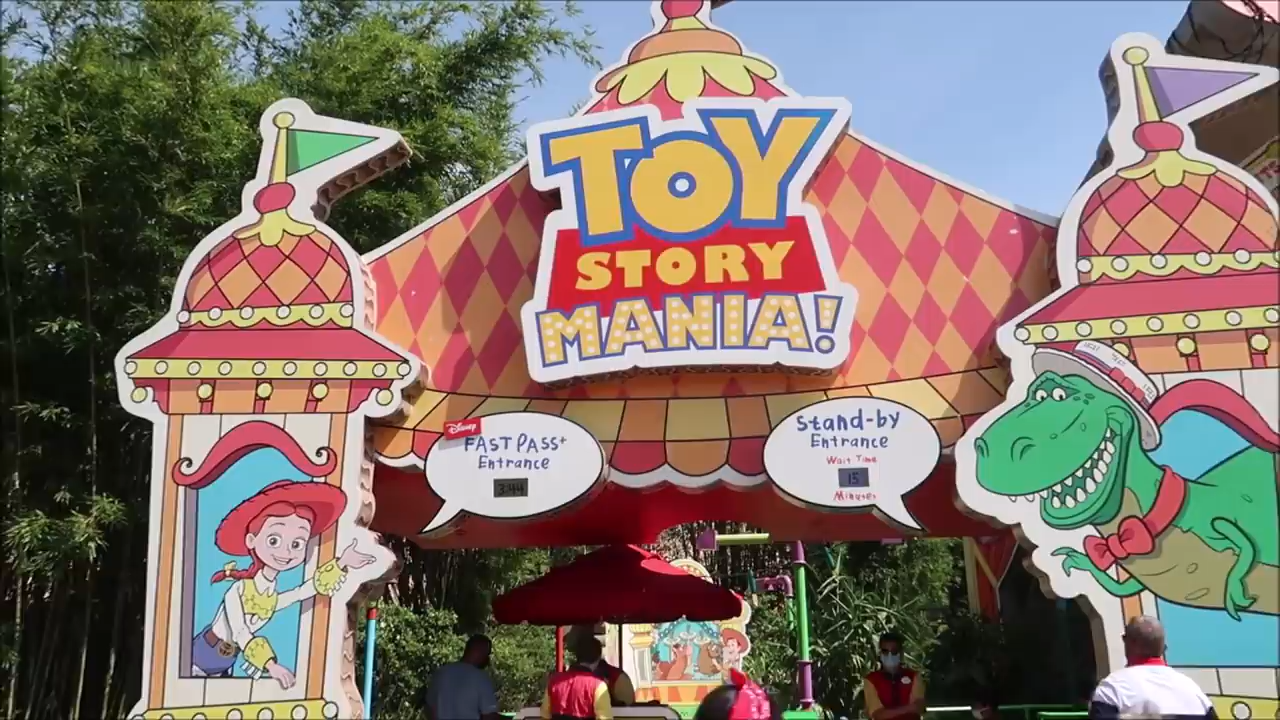 TOY
STORY
MANIA!
Disney
FASTPASS+
Entrance
3:44
Stand-by
Entrance
Wait Time
15
Minutes